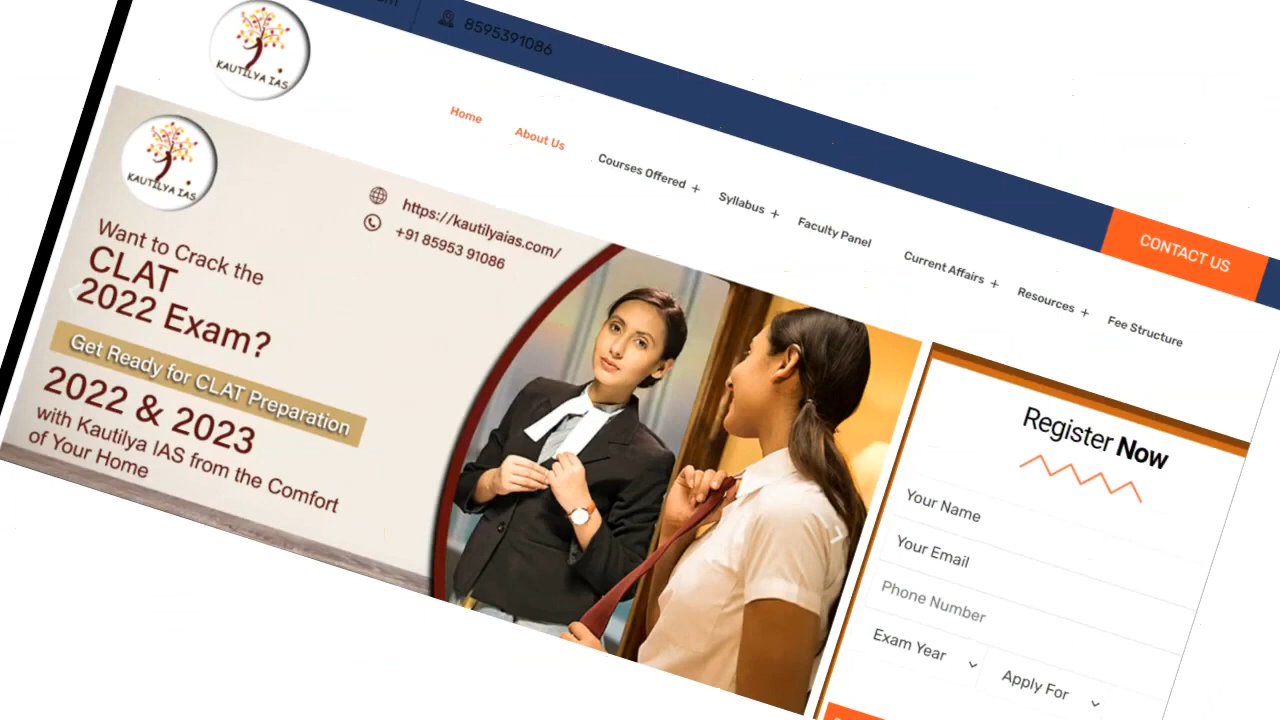 8595391086
KAUTILYA IAS
Home
About Us
Courses Offered +
Syllabus +
Faculty Panel
Current Affairs +
Resources +
Fee Structure
CONTACT US
KAUTILYA IAS
https://kautilyaias.com/
+91 85953 91086
Want to Crack the
CLAT
2022 Exam?
Get Ready for CLAT Preparation
2022 & 2023
with Kautilya IAS from the Comfort
of Your Home
Register Now
Your Name
Your Email
Phone Number
Exam Year
Apply For